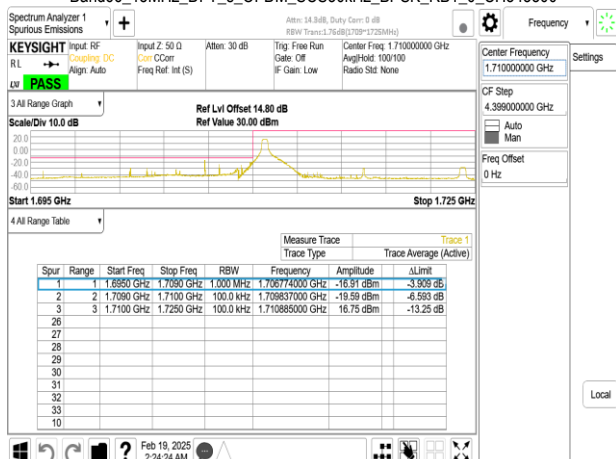 Spectrum Analyzer 1
Spurious Emissions
Attn: 14.8dB, Duty Cerr: 0 dB
RBW Tranc1.76dB(1709~1725MHz)
Frequency
KEYSIGHT Input: RF Input Z: 50 Ω Atten: 30 dB Trig: Free Run Center Freq: 1.710000000 GHz
RL Coupling: DC Corr CCorr Gate: Off Avg|Hold: 100/100
Align: Auto Freq Ref: Int (S) IF Gain: Low Radio Std: None
LXI PASS
Center Frequency
1.710000000 GHz
Settings
CF Step
4.399000000 GHz
Auto
Man
Freq Offset
0 Hz
3 All Range Graph
Ref Lvl Offset 14.80 dB
Scale/Div 10.0 dB Ref Value 30.00 dBm
20.0
0.00
-20.0
-40.0
-60.0
Start 1.695 GHz Stop 1.725 GHz
4 All Range Table
Measure Trace Trace 1
Trace Type Trace Average (Active)
Spur Range Start Freq Stop Freq RBW Frequency Amplitude ΔLimit
1 1 1.6950 GHz 1.7090 GHz 1.000 MHz 1.706774000 GHz -16.91 dBm -3.909 dB
2 2 1.7090 GHz 1.7100 GHz 100.0 kHz 1.709837000 GHz -19.59 dBm -6.593 dB
3 3 1.7100 GHz 1.7250 GHz 100.0 kHz 1.710885000 GHz 16.75 dBm -13.25 dB
26
27
28
29
30
31
32
33
10
Local
Feb 19, 2025
2:24:24 AM